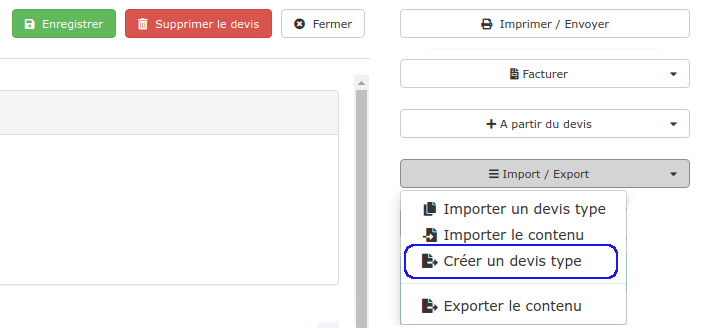 Enregistrer
Supprimer le devis
Fermer
Imprimer / Envoyer
Facturer
A partir du devis
Import / Export
Importer un devis type
Importer le contenu
Créer un devis type
Exporter le contenu